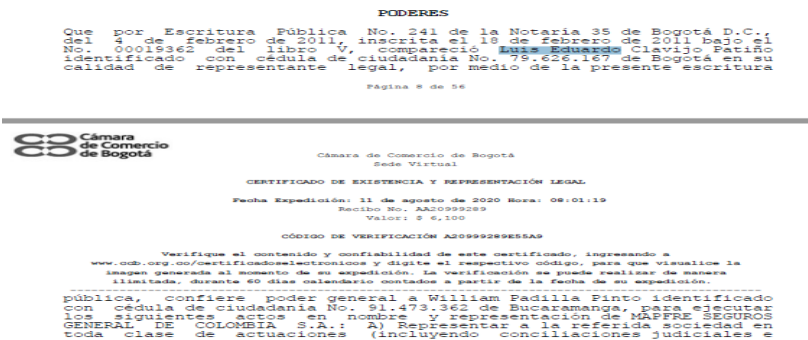 PODERES
Que por Escritura Pública No. 241 de la Notaría 35 de Bogotá D.C.,
del 4 de febrero de 2011, inscrita el 18 de febrero de 2011 bajo el
No. 00019362 del libro V, compareció Luis Eduardo Clavijo Patiño
identificado con cédula de ciudadanía No. 79.626.167 de Bogotá en su
calidad de representante legal, por medio de la presente escritura
Página 8 de 56
Cámara
de Comercio
de Bogotá
Cámara de Comercio de Bogotá
Sede Virtual
CERTIFICADO DE EXISTENCIA Y REPRESENTACIÓN LEGAL
Fecha Expedición: 11 de agosto de 2020 Hora: 08:01:19
Recibo No. AA20999289
Valor: $ 6,100
CÓDIGO DE VERIFICACIÓN A20999289E55A9
Verifique el contenido y confiabilidad de este certificado, ingresando a
www.ccb.org.co/certificadoselectronicos y digite el respectivo código, para que visualice la
imagen generada al momento de su expedición. La verificación se puede realizar de manera
ilimitada, durante 60 días calendario contados a partir de la fecha de su expedición.
pública, confiere poder general a William Padilla Pinto identificado
con cédula de ciudadanía No. 91.473.362 de Bucaramanga, para ejecutar
los siguientes actos en nombre y representación de MAPFRE SEGUROS
GENERAL DE COLOMBIA S.A.: A) Representar a la referida sociedad en
toda clase de actuaciones (incluyendo conciliaciones judiciales e